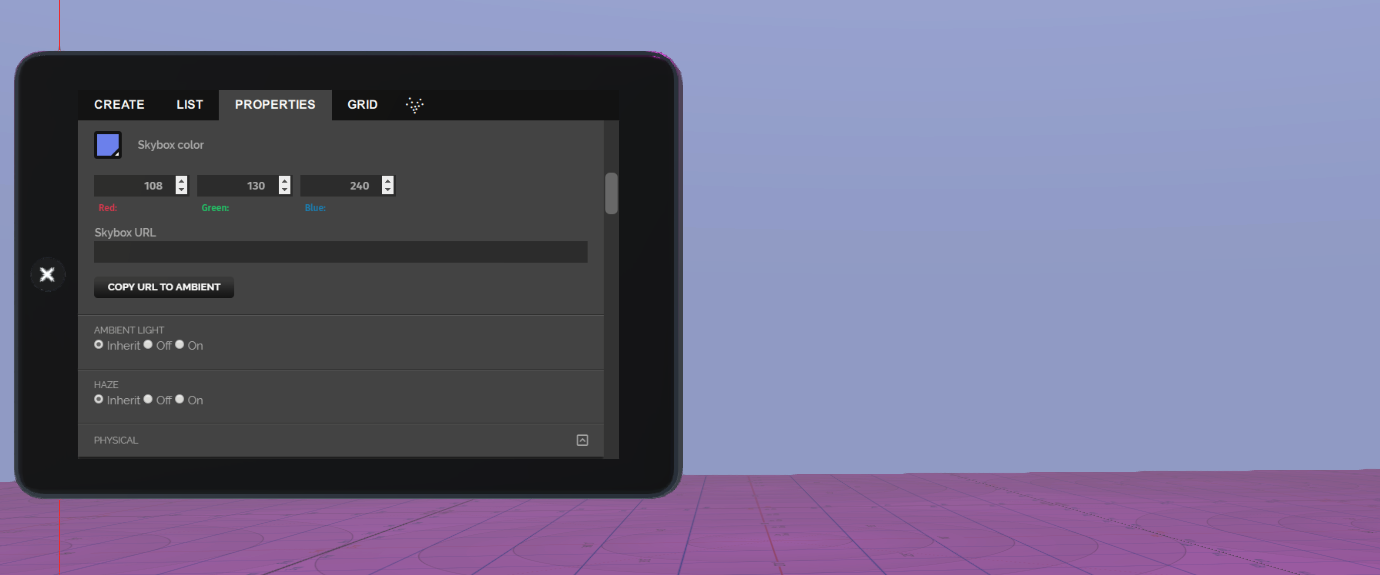 CREATE LIST PROPERTIES GRID
Skybox color
108 130 240
Red: Green: Blue:
Skybox URL
COPY URL TO AMBIENT
AMBIENT LIGHT
Inherit Off On
HAZE
Inherit Off On
PHYSICAL